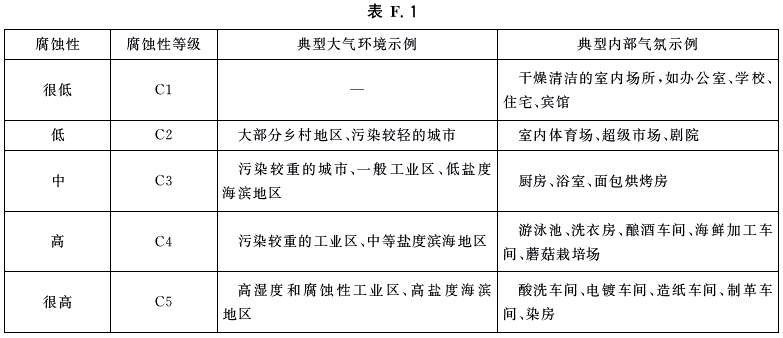 表 F.1
腐蚀性 腐蚀性等级 典型大气环境示例 典型内部气氛示例
很低 C1 — 干燥清洁的室内场所,如办公室、学校、
住宅、宾馆
低 C2 大部分乡村地区、污染较轻的城市 室内体育场、超级市场、剧院
中 C3 污染较重的城市、一般工业区、低盐度
海滨地区 厨房、浴室、面包烘烤房
高 C4 污染较重的工业区、中等盐度滨海地区 游泳池、洗衣房、酿酒车间、海鲜加工车
间、蘑菇栽培场
很高 C5 高湿度和腐蚀性工业区、高盐度海滨
地区 酸洗车间、电镀车间、造纸车间、制革车
间、染房